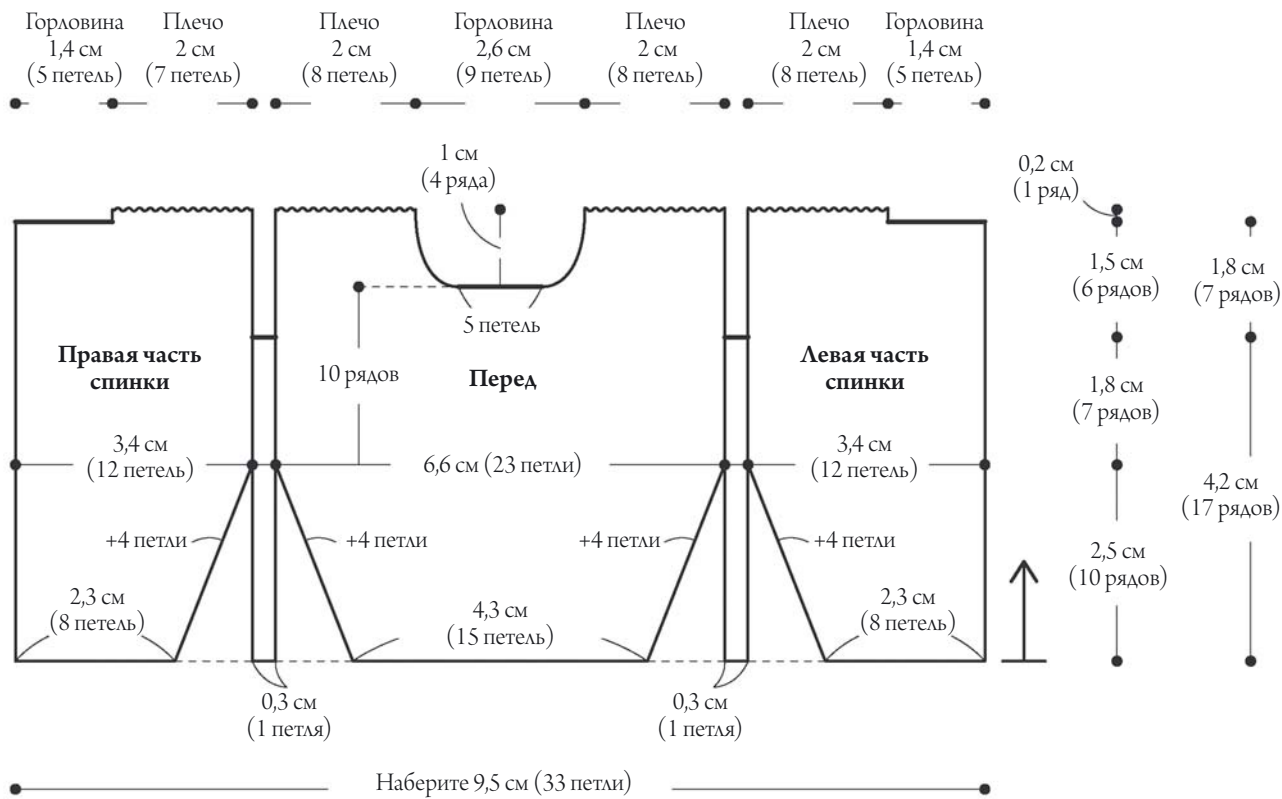 Горловина
1,4 см
(5 петель)
Плечо
2 см
(7 петель)
Плечо
2 см
(8 петель)
Горловина
2,6 см
(9 петель)
Плечо
2 см
(8 петель)
Плечо
2 см
(8 петель)
Горловина
1,4 см
(5 петель)
1 см
(4 ряда)
0,2 см
(1 ряд)
1,5 см
(6 рядов)
1,8 см
(7 рядов)
5 петель
Правая часть
спинки
10 рядов
Перед
Левая часть
спинки
1,8 см
(7 рядов)
3,4 см
(12 петель)
6,6 см (23 петли)
3,4 см
(12 петель)
4,2 см
(17 рядов)
+4 петли
+4 петли
+4 петли
+4 петли
2,5 см
(10 рядов)
2,3 см
(8 петель)
4,3 см
(15 петель)
2,3 см
(8 петель)
0,3 см
(1 петля)
0,3 см
(1 петля)
Наберите 9,5 см (33 петли)